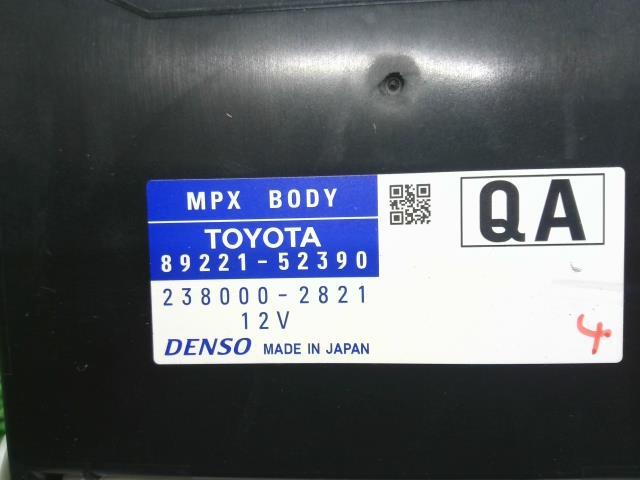 MPX BODY
TOYOTA
89221-52390
238000-2821
12V
DENSO MADE IN JAPAN
QA
4